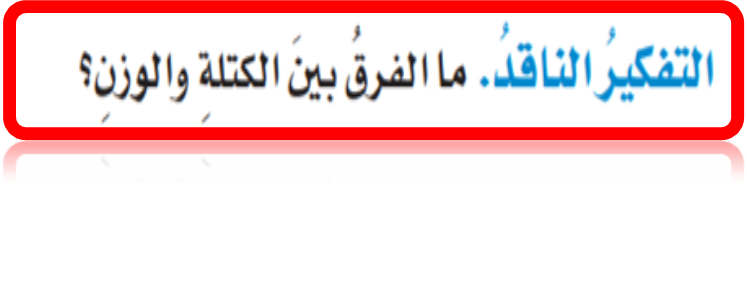 التفكيرُ الناقدُ. ما الفرقُ بينَ الكتلةِ والوزنِ؟